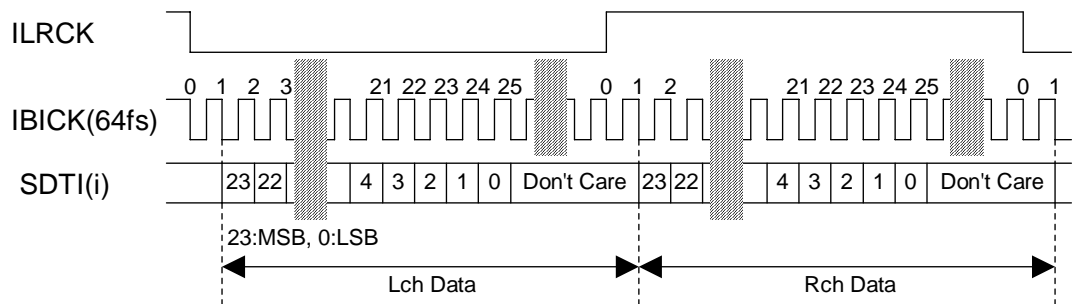 ILRCK
0 1 2 3 21 22 23 24 25 0 1 2 21 22 23 24 25 0 1
IBICK(64fs)
SDTI(i) 23 22 4 3 2 1 0 Don't Care 23 22 4 3 2 1 0 Don't Care
23:MSB, 0:LSB
Lch Data Rch Data